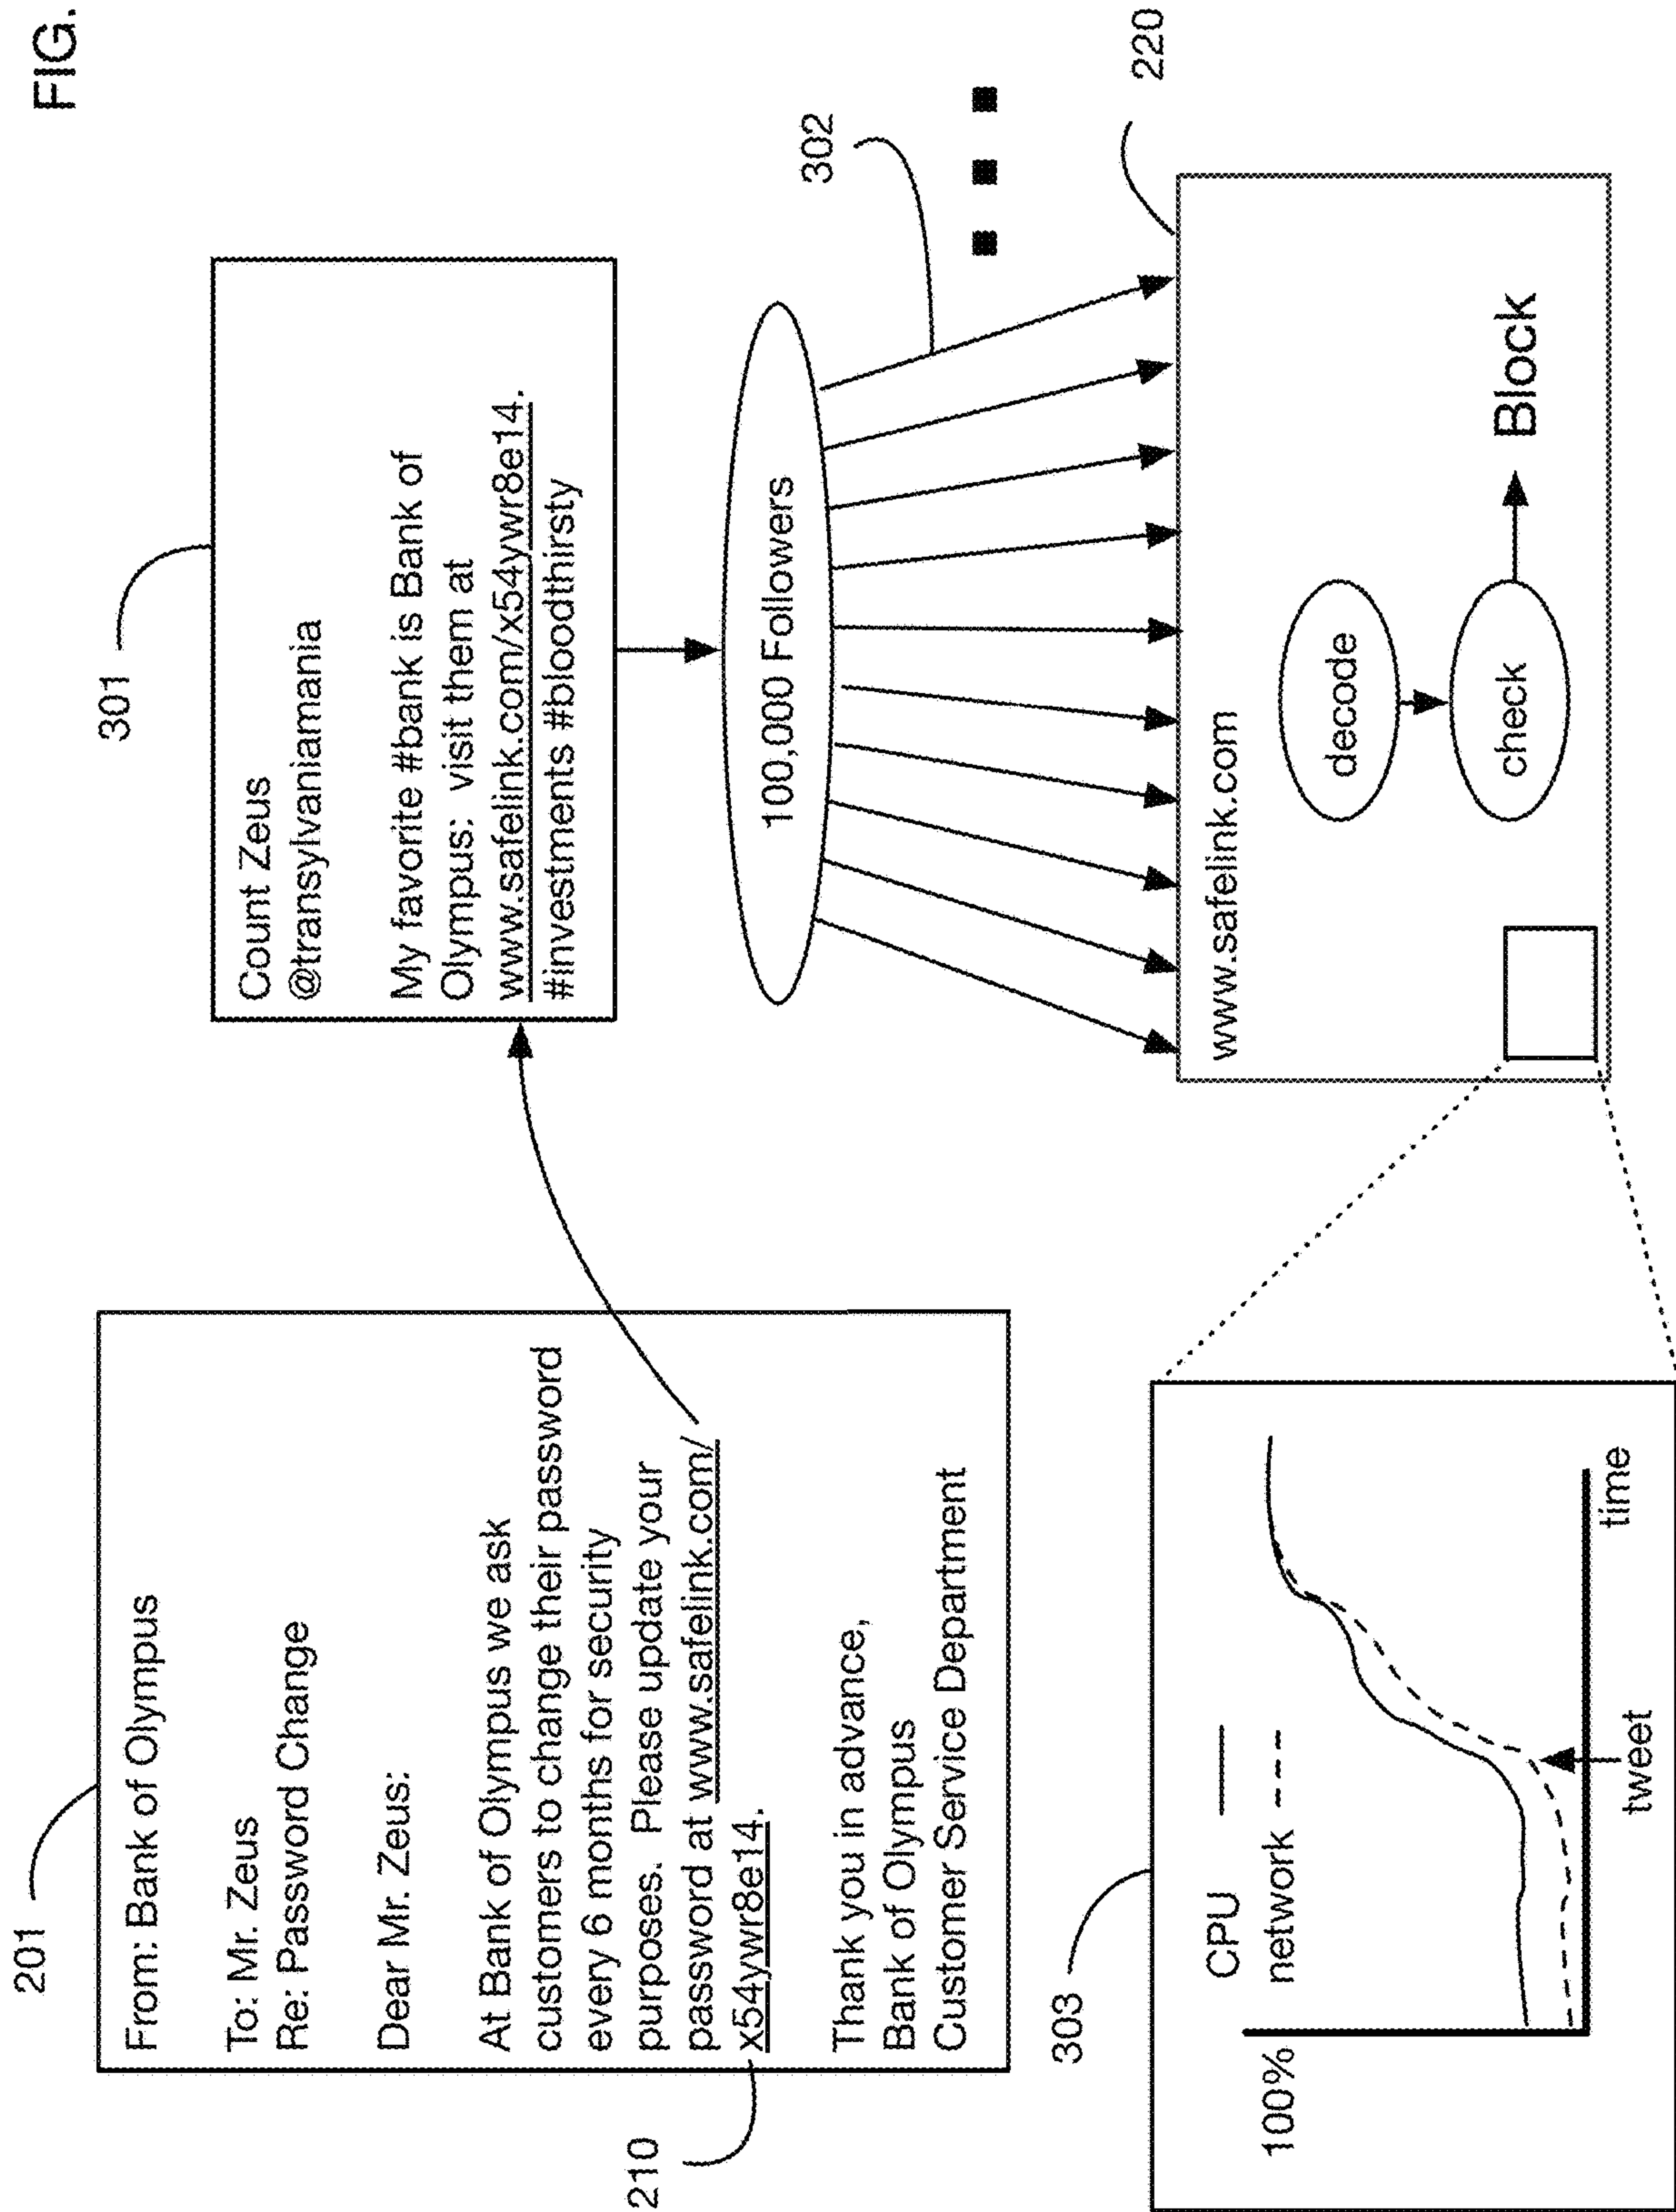 FIG.
201
From: Bank of Olympus
To: Mr. Zeus
Re: Password Change
Dear Mr. Zeus:
At Bank of Olympus we ask
customers to change their password
every 6 months for security
purposes.  Please update your
password at www.safelink.com/
x54ywr8e14.
Thank you in advance,
Bank of Olympus
Customer Service Department
210
301
Count Zeus
@transylvaniamania
My favorite #bank is Bank of
Olympus:  visit them at
www.safelink.com/x54ywr8e14.
#investments #bloodthirsty
100,000 Followers
302
220
www.safelink.com
decode
check
Block
303
CPU
network
100%
tweet
time